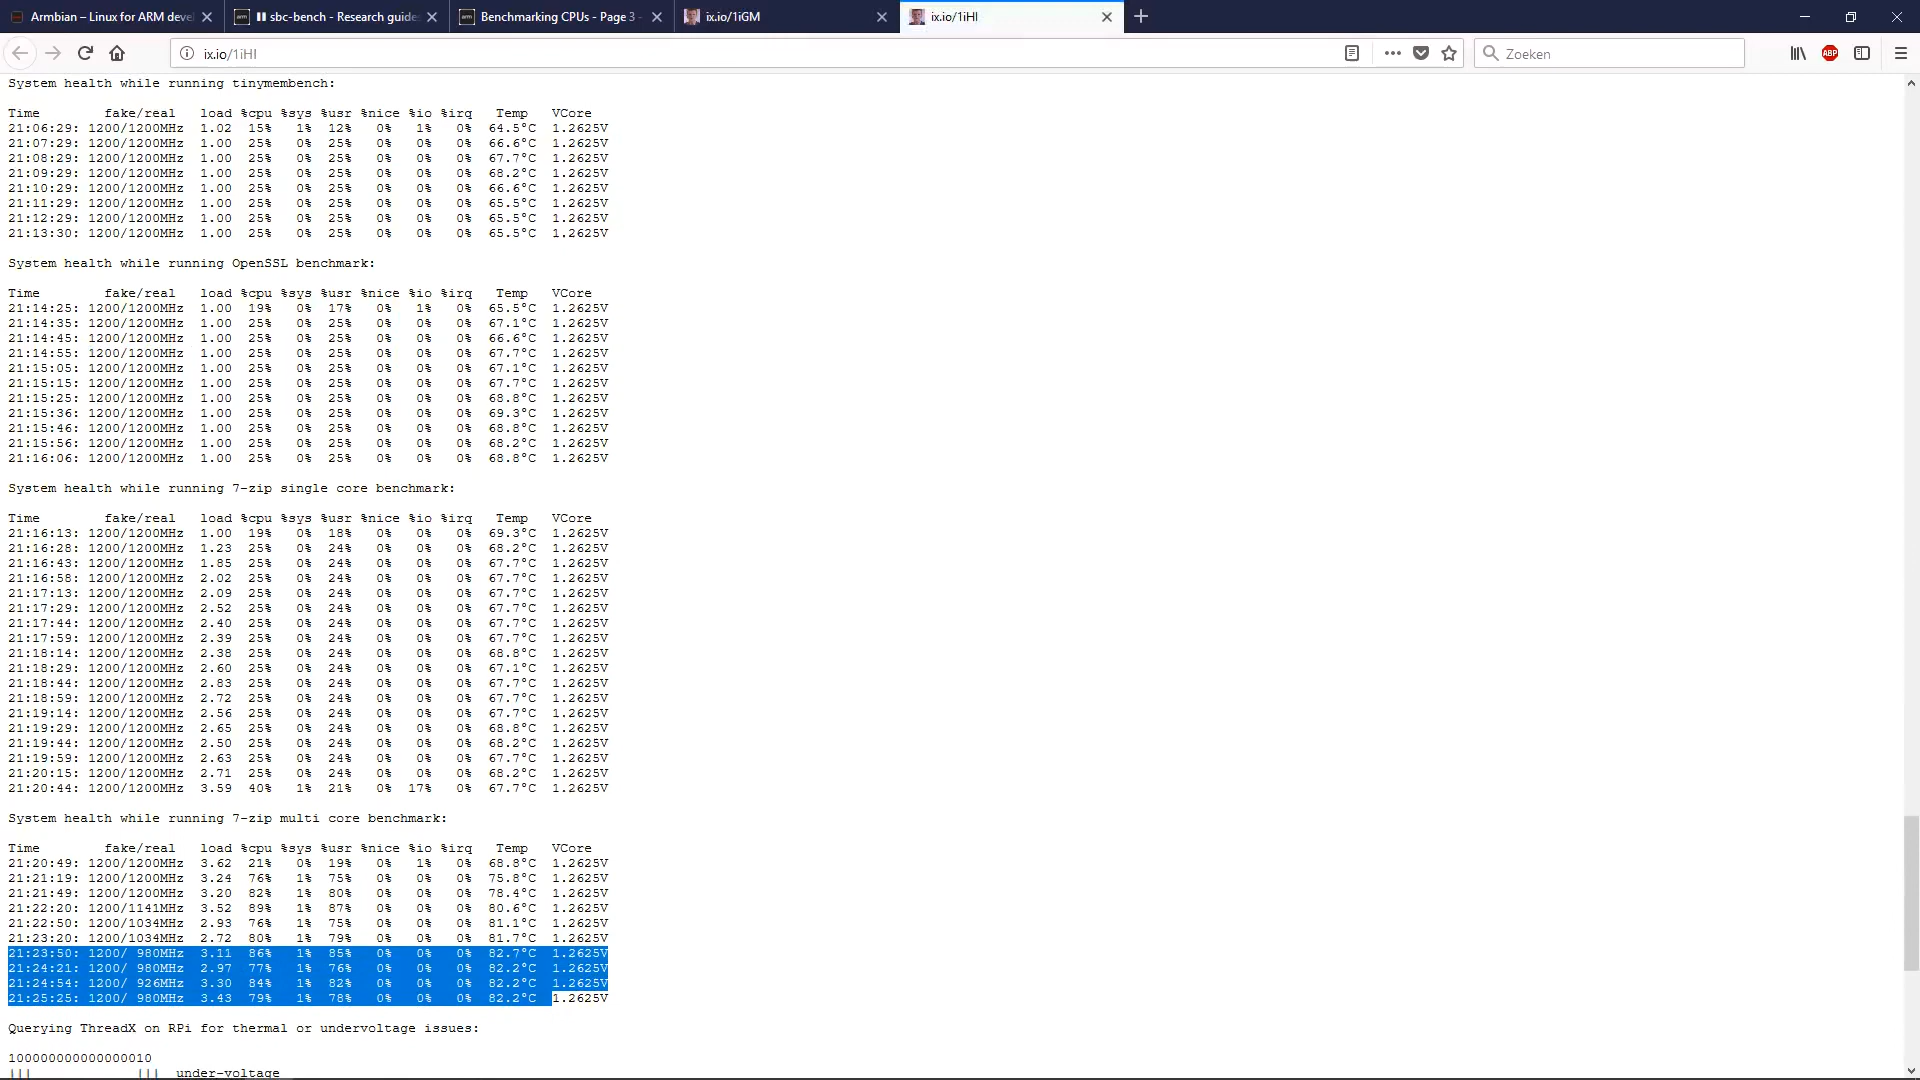 Armbian – Linux for ARM deve
sbc-bench - Research guide
Benchmarking CPUs - Page 3 -
ix.io/1iGM
ix.io/1iHI
ix.io/1iHI
Zoeken
ABP
System health while running tinymembench:
Time fake/real load %cpu %sys %usr %nice %io %irq Temp VCore
21:06:29: 1200/1200MHz 1.02 15% 1% 12% 0% 1% 0% 64.5°C 1.2625V
21:07:29: 1200/1200MHz 1.00 25% 0% 25% 0% 0% 0% 66.6°C 1.2625V
21:08:29: 1200/1200MHz 1.00 25% 0% 25% 0% 0% 0% 67.7°C 1.2625V
21:09:29: 1200/1200MHz 1.00 25% 0% 25% 0% 0% 0% 68.2°C 1.2625V
21:10:29: 1200/1200MHz 1.00 25% 0% 25% 0% 0% 0% 66.6°C 1.2625V
21:11:29: 1200/1200MHz 1.00 25% 0% 25% 0% 0% 0% 65.5°C 1.2625V
21:12:29: 1200/1200MHz 1.00 25% 0% 25% 0% 0% 0% 65.5°C 1.2625V
21:13:30: 1200/1200MHz 1.00 25% 0% 25% 0% 0% 0% 65.5°C 1.2625V
System health while running OpenSSL benchmark:
Time fake/real load %cpu %sys %usr %nice %io %irq Temp VCore
21:14:25: 1200/1200MHz 1.00 19% 0% 17% 0% 1% 0% 65.5°C 1.2625V
21:14:35: 1200/1200MHz 1.00 25% 0% 25% 0% 0% 0% 67.1°C 1.2625V
21:14:45: 1200/1200MHz 1.00 25% 0% 25% 0% 0% 0% 66.6°C 1.2625V
21:14:55: 1200/1200MHz 1.00 25% 0% 25% 0% 0% 0% 67.7°C 1.2625V
21:15:05: 1200/1200MHz 1.00 25% 0% 25% 0% 0% 0% 67.1°C 1.2625V
21:15:15: 1200/1200MHz 1.00 25% 0% 25% 0% 0% 0% 67.7°C 1.2625V
21:15:25: 1200/1200MHz 1.00 25% 0% 25% 0% 0% 0% 68.8°C 1.2625V
21:15:36: 1200/1200MHz 1.00 25% 0% 25% 0% 0% 0% 69.3°C 1.2625V
21:15:46: 1200/1200MHz 1.00 25% 0% 25% 0% 0% 0% 68.8°C 1.2625V
21:15:56: 1200/1200MHz 1.00 25% 0% 25% 0% 0% 0% 68.2°C 1.2625V
21:16:06: 1200/1200MHz 1.00 25% 0% 25% 0% 0% 0% 68.8°C 1.2625V
System health while running 7-zip single core benchmark:
Time fake/real load %cpu %sys %usr %nice %io %irq Temp VCore
21:16:13: 1200/1200MHz 1.00 19% 0% 18% 0% 0% 0% 69.3°C 1.2625V
21:16:28: 1200/1200MHz 1.23 25% 0% 24% 0% 0% 0% 68.2°C 1.2625V
21:16:43: 1200/1200MHz 1.85 25% 0% 24% 0% 0% 0% 67.7°C 1.2625V
21:16:58: 1200/1200MHz 2.02 25% 0% 24% 0% 0% 0% 67.7°C 1.2625V
21:17:13: 1200/1200MHz 2.09 25% 0% 24% 0% 0% 0% 67.7°C 1.2625V
21:17:29: 1200/1200MHz 2.52 25% 0% 24% 0% 0% 0% 67.7°C 1.2625V
21:17:44: 1200/1200MHz 2.40 25% 0% 24% 0% 0% 0% 67.7°C 1.2625V
21:17:59: 1200/1200MHz 2.39 25% 0% 24% 0% 0% 0% 67.7°C 1.2625V
21:18:14: 1200/1200MHz 2.38 25% 0% 24% 0% 0% 0% 68.8°C 1.2625V
21:18:29: 1200/1200MHz 2.60 25% 0% 24% 0% 0% 0% 67.1°C 1.2625V
21:18:44: 1200/1200MHz 2.83 25% 0% 24% 0% 0% 0% 67.7°C 1.2625V
21:18:59: 1200/1200MHz 2.72 25% 0% 24% 0% 0% 0% 67.7°C 1.2625V
21:19:14: 1200/1200MHz 2.56 25% 0% 24% 0% 0% 0% 67.7°C 1.2625V
21:19:29: 1200/1200MHz 2.65 25% 0% 24% 0% 0% 0% 68.8°C 1.2625V
21:19:44: 1200/1200MHz 2.50 25% 0% 24% 0% 0% 0% 68.2°C 1.2625V
21:19:59: 1200/1200MHz 2.63 25% 0% 24% 0% 0% 0% 67.7°C 1.2625V
21:20:15: 1200/1200MHz 2.71 25% 0% 24% 0% 0% 0% 68.2°C 1.2625V
21:20:44: 1200/1200MHz 3.59 40% 1% 21% 0% 17% 0% 67.7°C 1.2625V
System health while running 7-zip multi core benchmark:
Time fake/real load %cpu %sys %usr %nice %io %irq Temp VCore
21:20:49: 1200/1200MHz 3.62 21% 0% 19% 0% 1% 0% 68.8°C 1.2625V
21:21:19: 1200/1200MHz 3.24 76% 1% 75% 0% 0% 0% 75.8°C 1.2625V
21:21:49: 1200/1200MHz 3.20 82% 1% 80% 0% 0% 0% 78.4°C 1.2625V
21:22:20: 1200/1141MHz 3.52 89% 1% 87% 0% 0% 0% 80.6°C 1.2625V
21:22:50: 1200/1034MHz 2.93 76% 1% 75% 0% 0% 0% 81.1°C 1.2625V
21:23:20: 1200/1034MHz 2.72 80% 1% 79% 0% 0% 0% 81.7°C 1.2625V
21:23:50: 1200/ 980MHz 3.11 86% 1% 85% 0% 0% 0% 82.7°C 1.2625V
21:24:21: 1200/ 980MHz 2.97 77% 1% 76% 0% 0% 0% 82.2°C 1.2625V
21:24:54: 1200/ 926MHz 3.30 84% 1% 82% 0% 0% 0% 82.2°C 1.2625V
21:25:25: 1200/ 980MHz 3.43 79% 1% 78% 0% 0% 0% 82.2°C 1.2625V
Querying ThreadX on RPi for thermal or undervoltage issues:
100000000000000010
||| ||| under-voltage